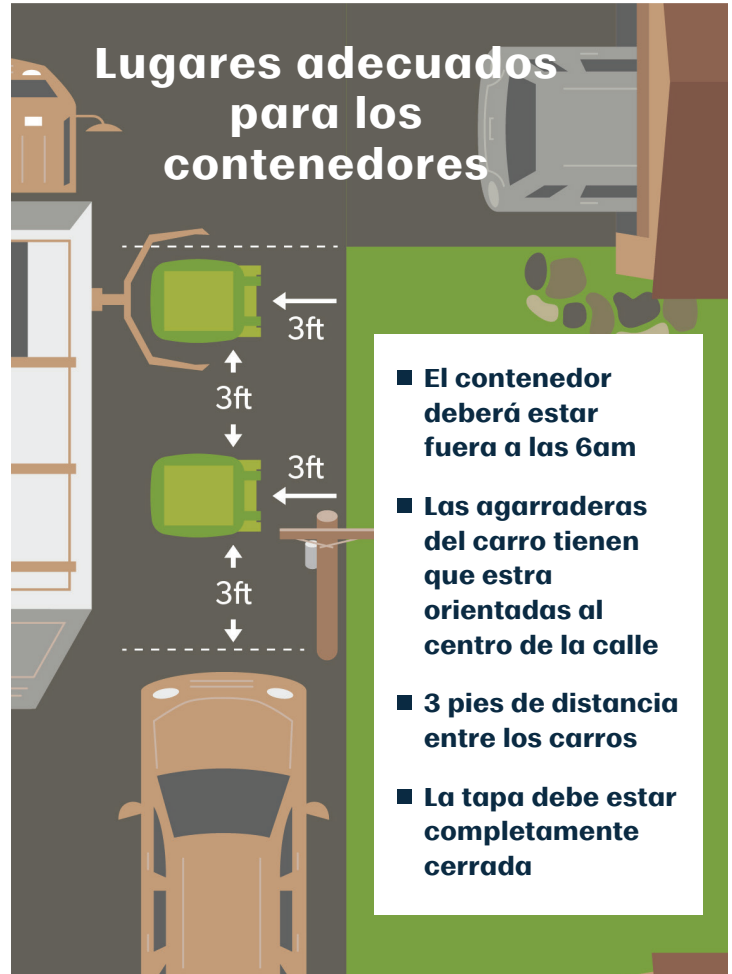 Lugares adecuados
para los
contenedores
3ft
3ft
3ft
3ft
■ El contenedor
deberá estar
fuera a las 6am
■ Las agarraderas
del carro tienen
que estra
orientadas al
centro de la calle
■ 3 pies de distancia
entre los carros
■ La tapa debe estar
completamente
cerrada